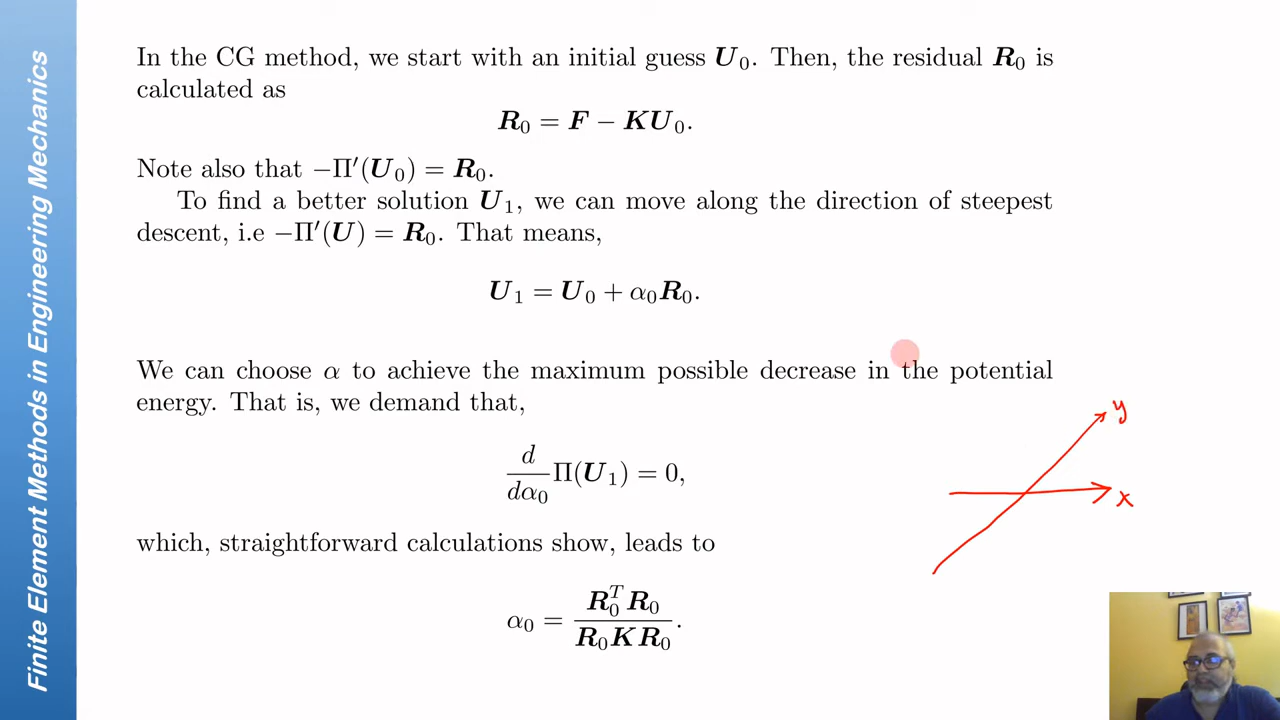 Finite Element Methods in Engineering Mechanics
In the CG method, we start with an initial guess U₀. Then, the residual R₀ is
calculated as
R₀ = F − KU₀.
Note also that −Π′(U₀) = R₀.
To find a better solution U₁, we can move along the direction of steepest
descent, i.e −Π′(U) = R₀. That means,
U₁ = U₀ + α₀R₀.
We can choose α to achieve the maximum possible decrease in the potential
energy. That is, we demand that,
d/dα₀ Π(U₁) = 0,
which, straightforward calculations show, leads to
α₀ = R₀ᵀR₀ / R₀KR₀.
y
x